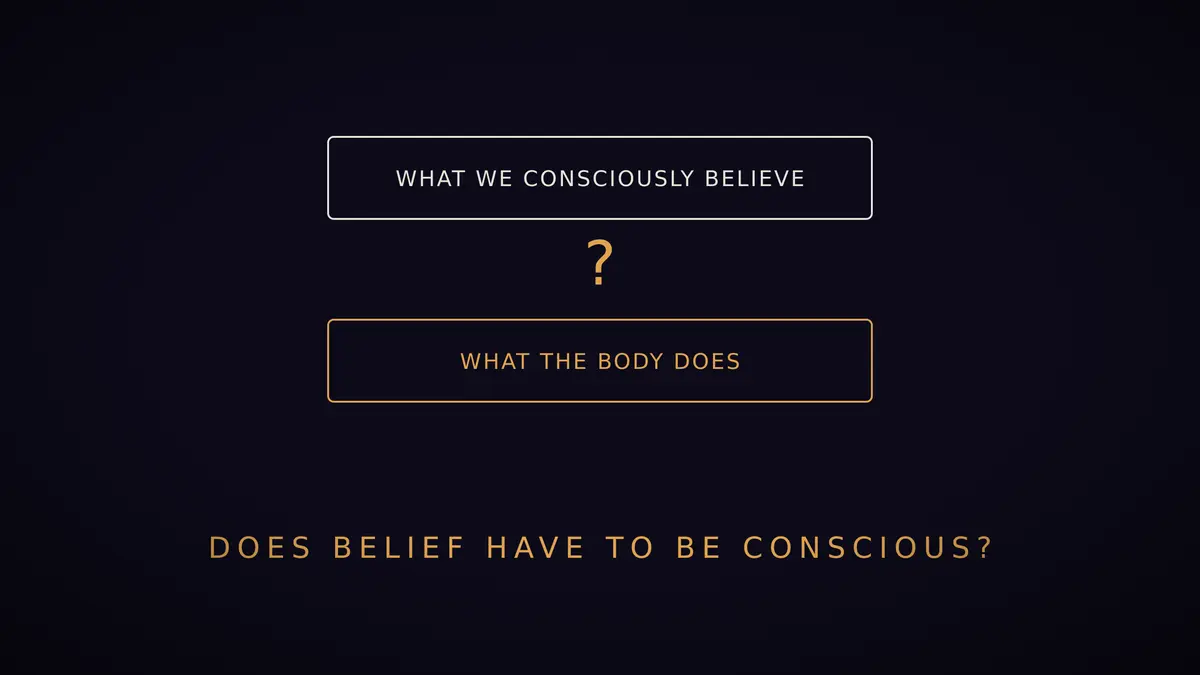 WHAT WE CONSCIOUSLY BELIEVE
?
WHAT THE BODY DOES
DOES BELIEF HAVE TO BE CONSCIOUS?